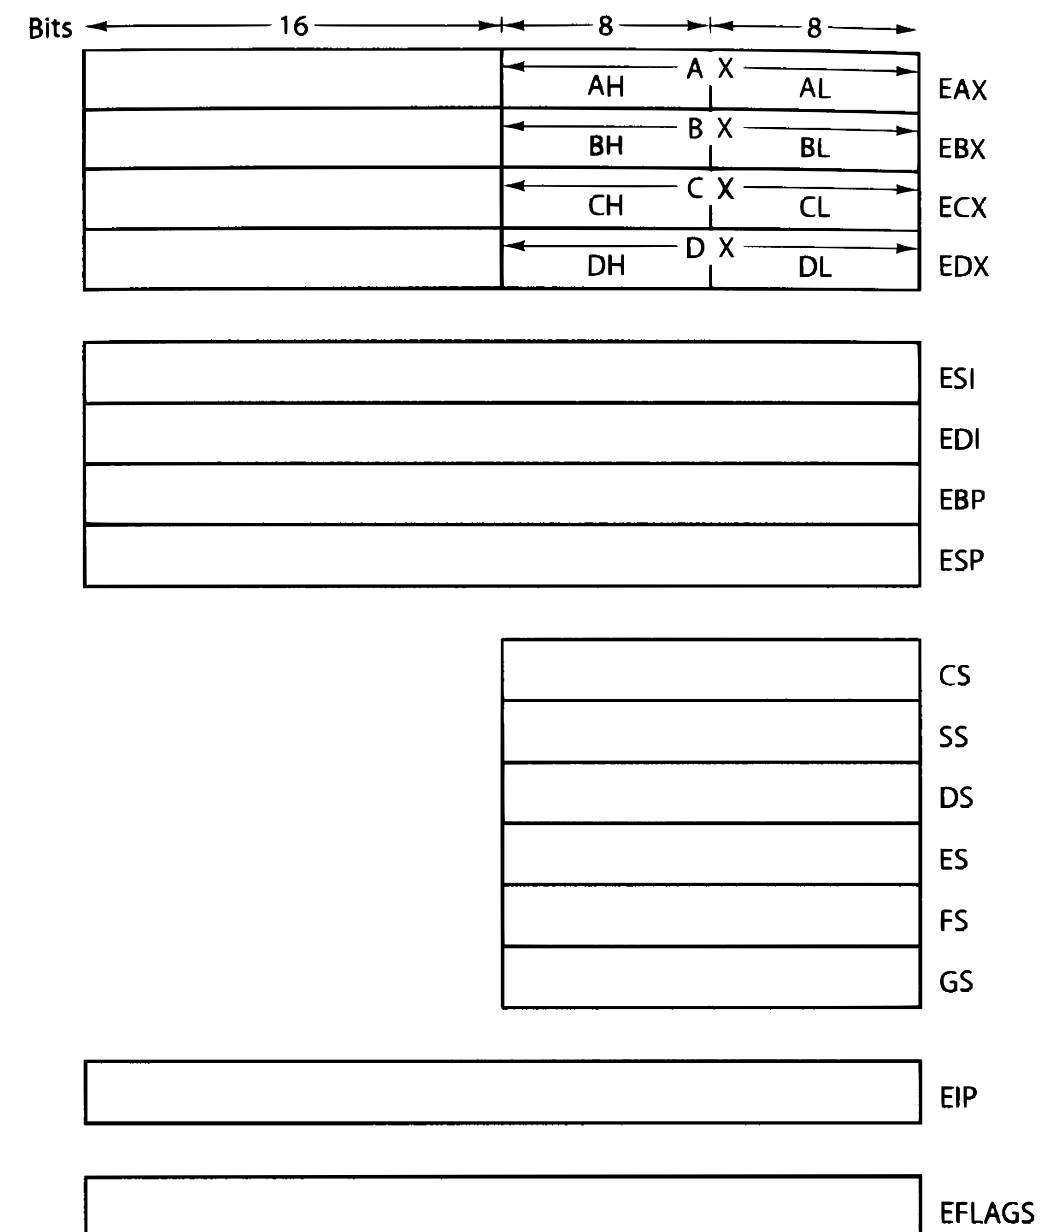 Bits 16 8 8
A X
AH AL EAX
B X
BH BL EBX
C X
CH CL ECX
D X
DH DL EDX
ESI
EDI
EBP
ESP
CS
SS
DS
ES
FS
GS
EIP
EFLAGS